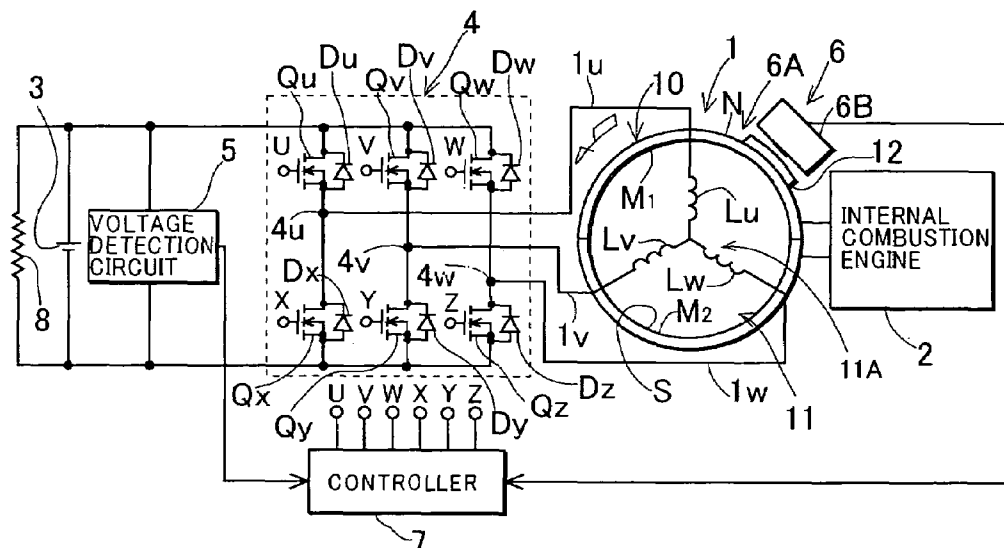 4
Du
Dv
Dw
Qu
Qv
Qw
1u
10
1
N
6A
6
6B
3
5
U
V
W
12
VOLTAGE
DETECTION
CIRCUIT
M1
Lu
INTERNAL
COMBUSTION
ENGINE
4u
Lv
8
4v
4w
Lw
Dx
X
Y
Z
1v
M2
2
11A
Qx
Qy
U V W X Y Z
Dy
Qz
Dz
S
1w
11
CONTROLLER
7